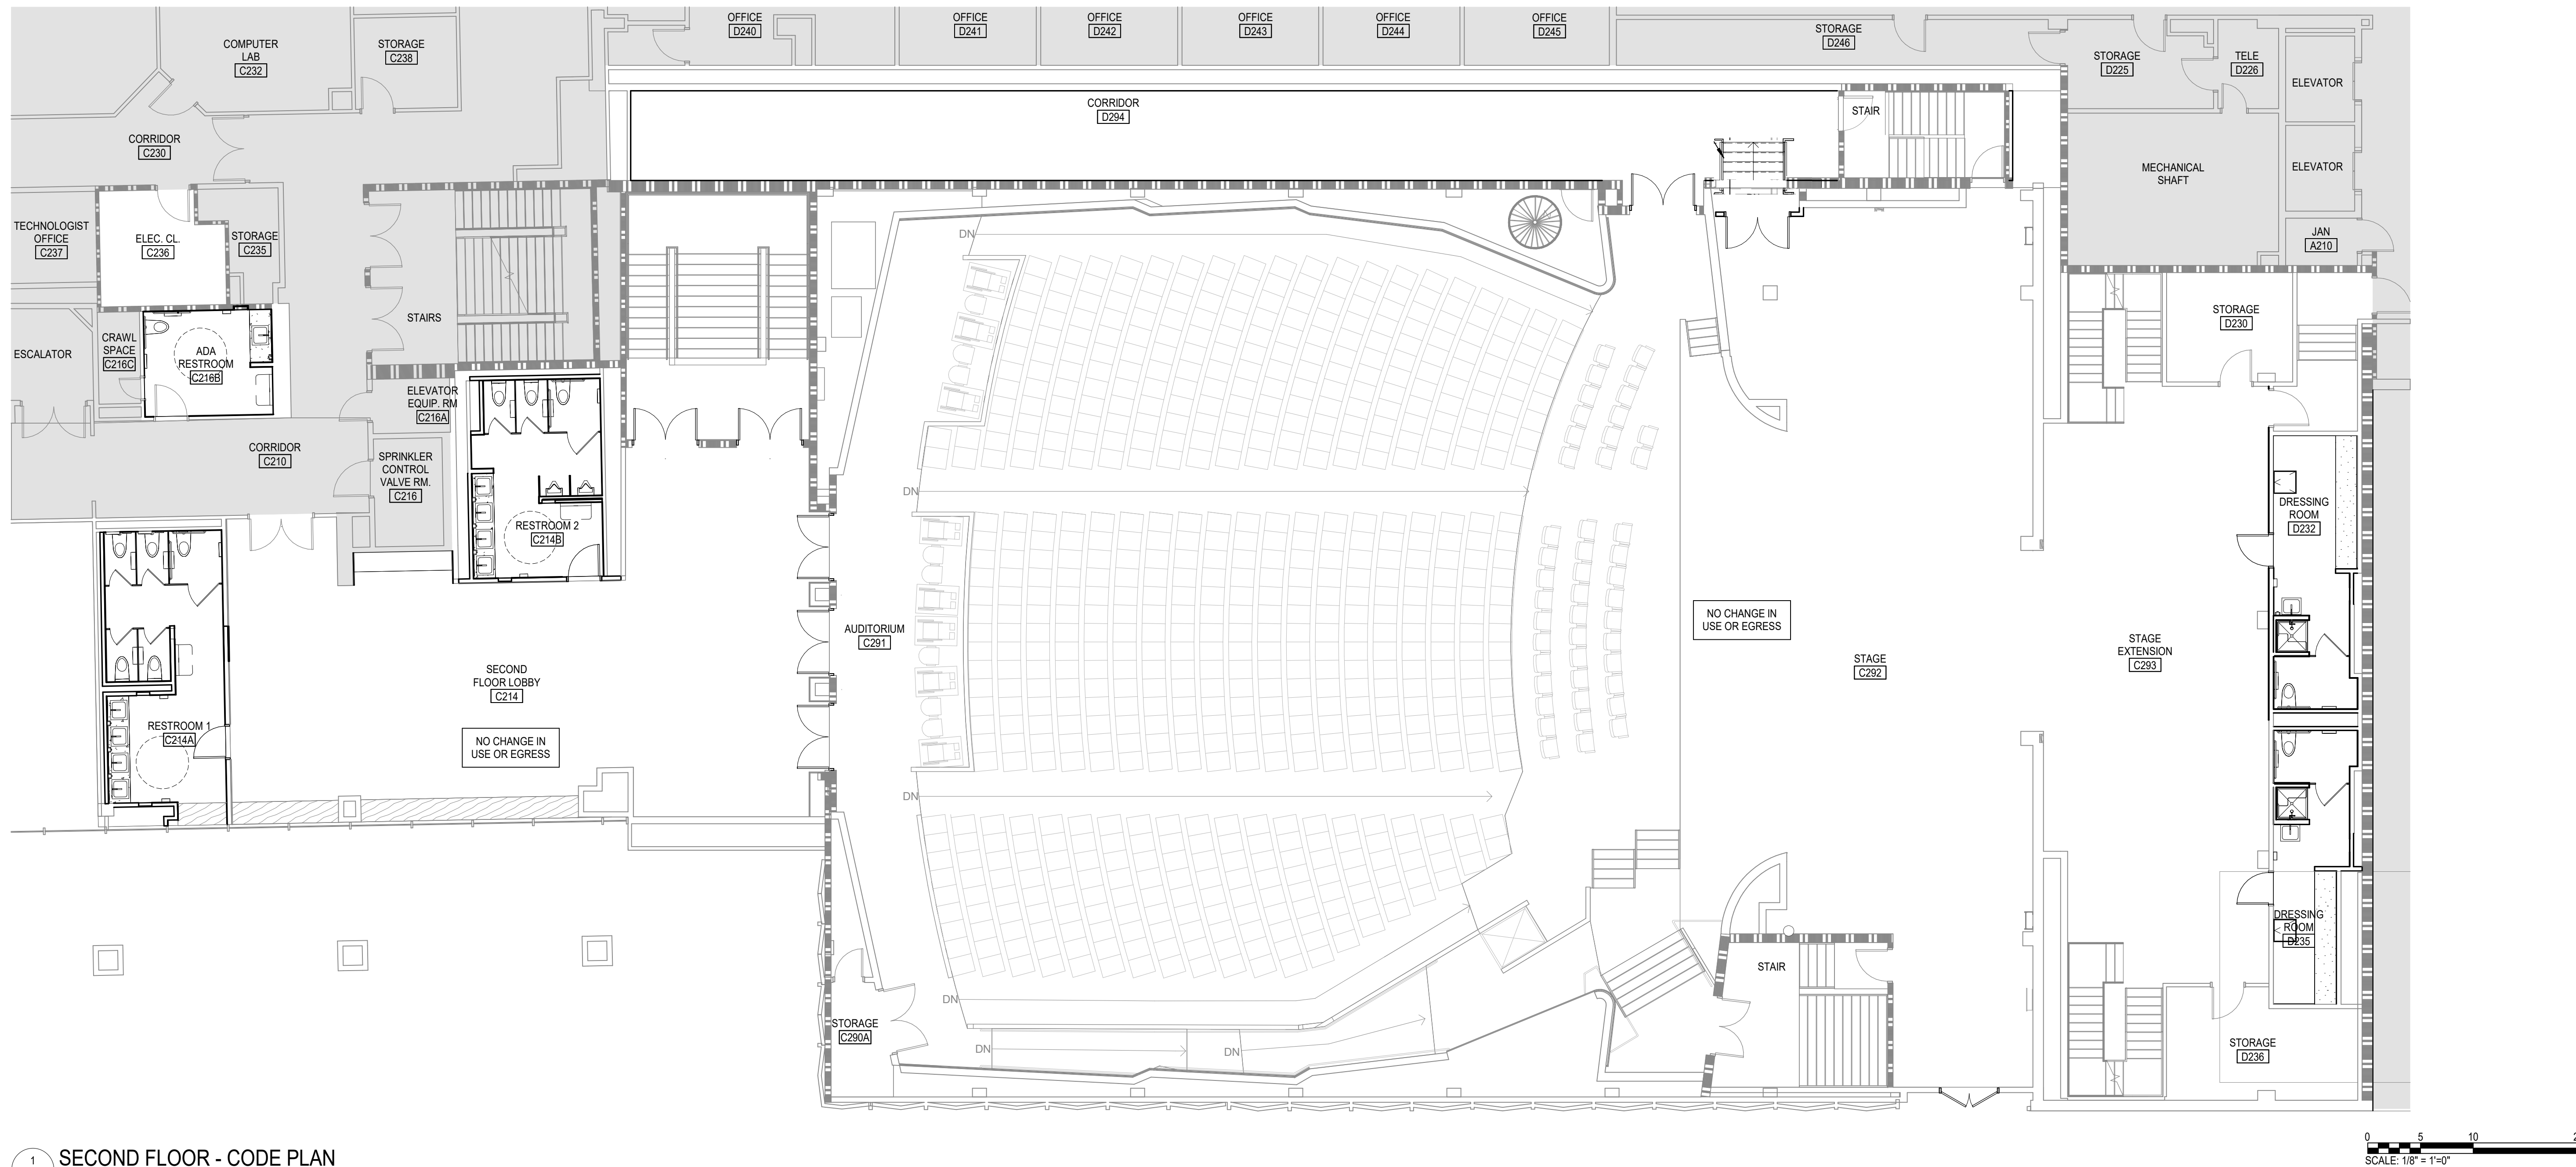 OFFICE
D240
OFFICE
D241
OFFICE
D242
OFFICE
D243
OFFICE
D244
OFFICE
D245
STORAGE
D246
COMPUTER
LAB
C232
STORAGE
C238
STORAGE
D225
TELE
D226
ELEVATOR
CORRIDOR
D294
STAIR
CORRIDOR
C230
ELEVATOR
MECHANICAL
SHAFT
TECHNOLOGIST
OFFICE
C237
ELEC. CL.
C236
STORAGE
C235
DN
JAN
A210
STAIRS
STORAGE
D230
ESCALATOR
CRAWL
SPACE
C216C
ADA
RESTROOM
C216B
ELEVATOR
EQUIP. RM
C216A
CORRIDOR
C210
SPRINKLER
CONTROL
VALVE RM.
C216
DN
RESTROOM 2
C214B
DRESSING
ROOM
D232
NO CHANGE IN
USE OR EGRESS
AUDITORIUM
C291
STAGE
EXTENSION
C293
STAGE
C292
SECOND
FLOOR LOBBY
C214
RESTROOM 1
C214A
NO CHANGE IN
USE OR EGRESS
DN
DRESSING
ROOM
D235
STAIR
DN
STORAGE
C290A
DN
DN
STORAGE
D236
1
SECOND FLOOR - CODE PLAN
0 5 10
SCALE: 1/8" = 1'=0"